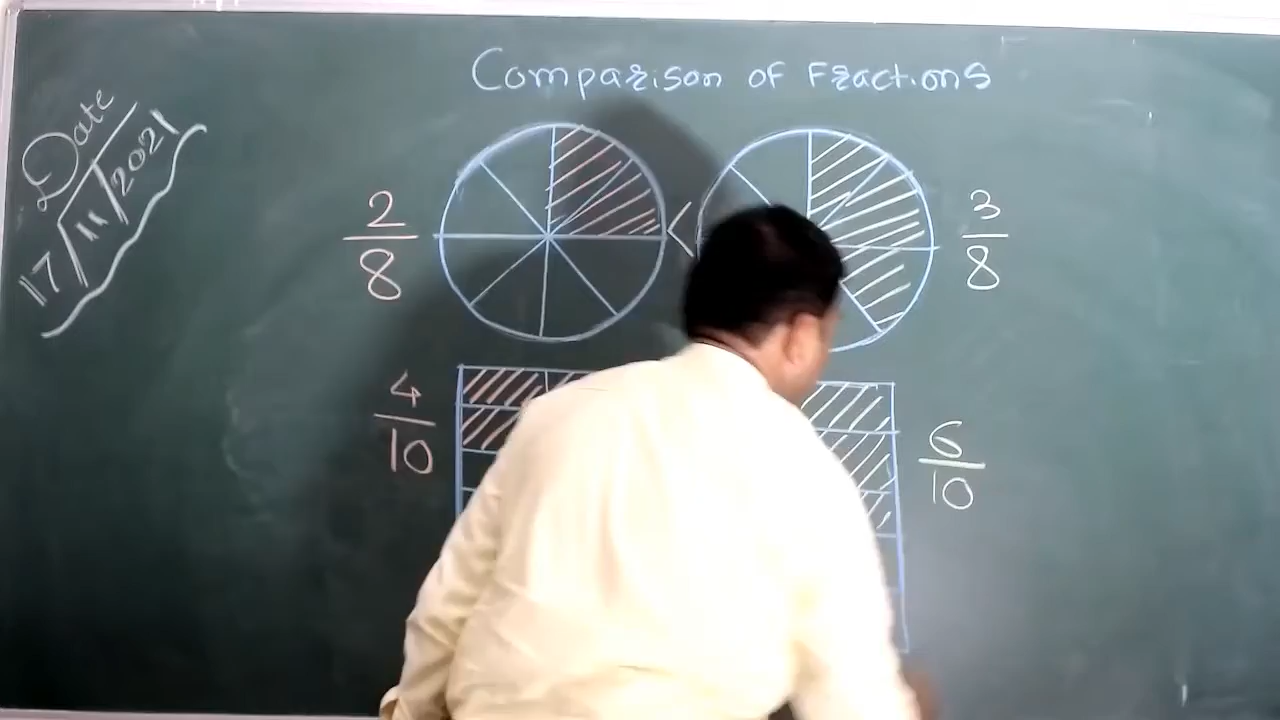 Comparison of Fractions
Date
17/11/2021
2/8 < 3/8
4/10 6/10